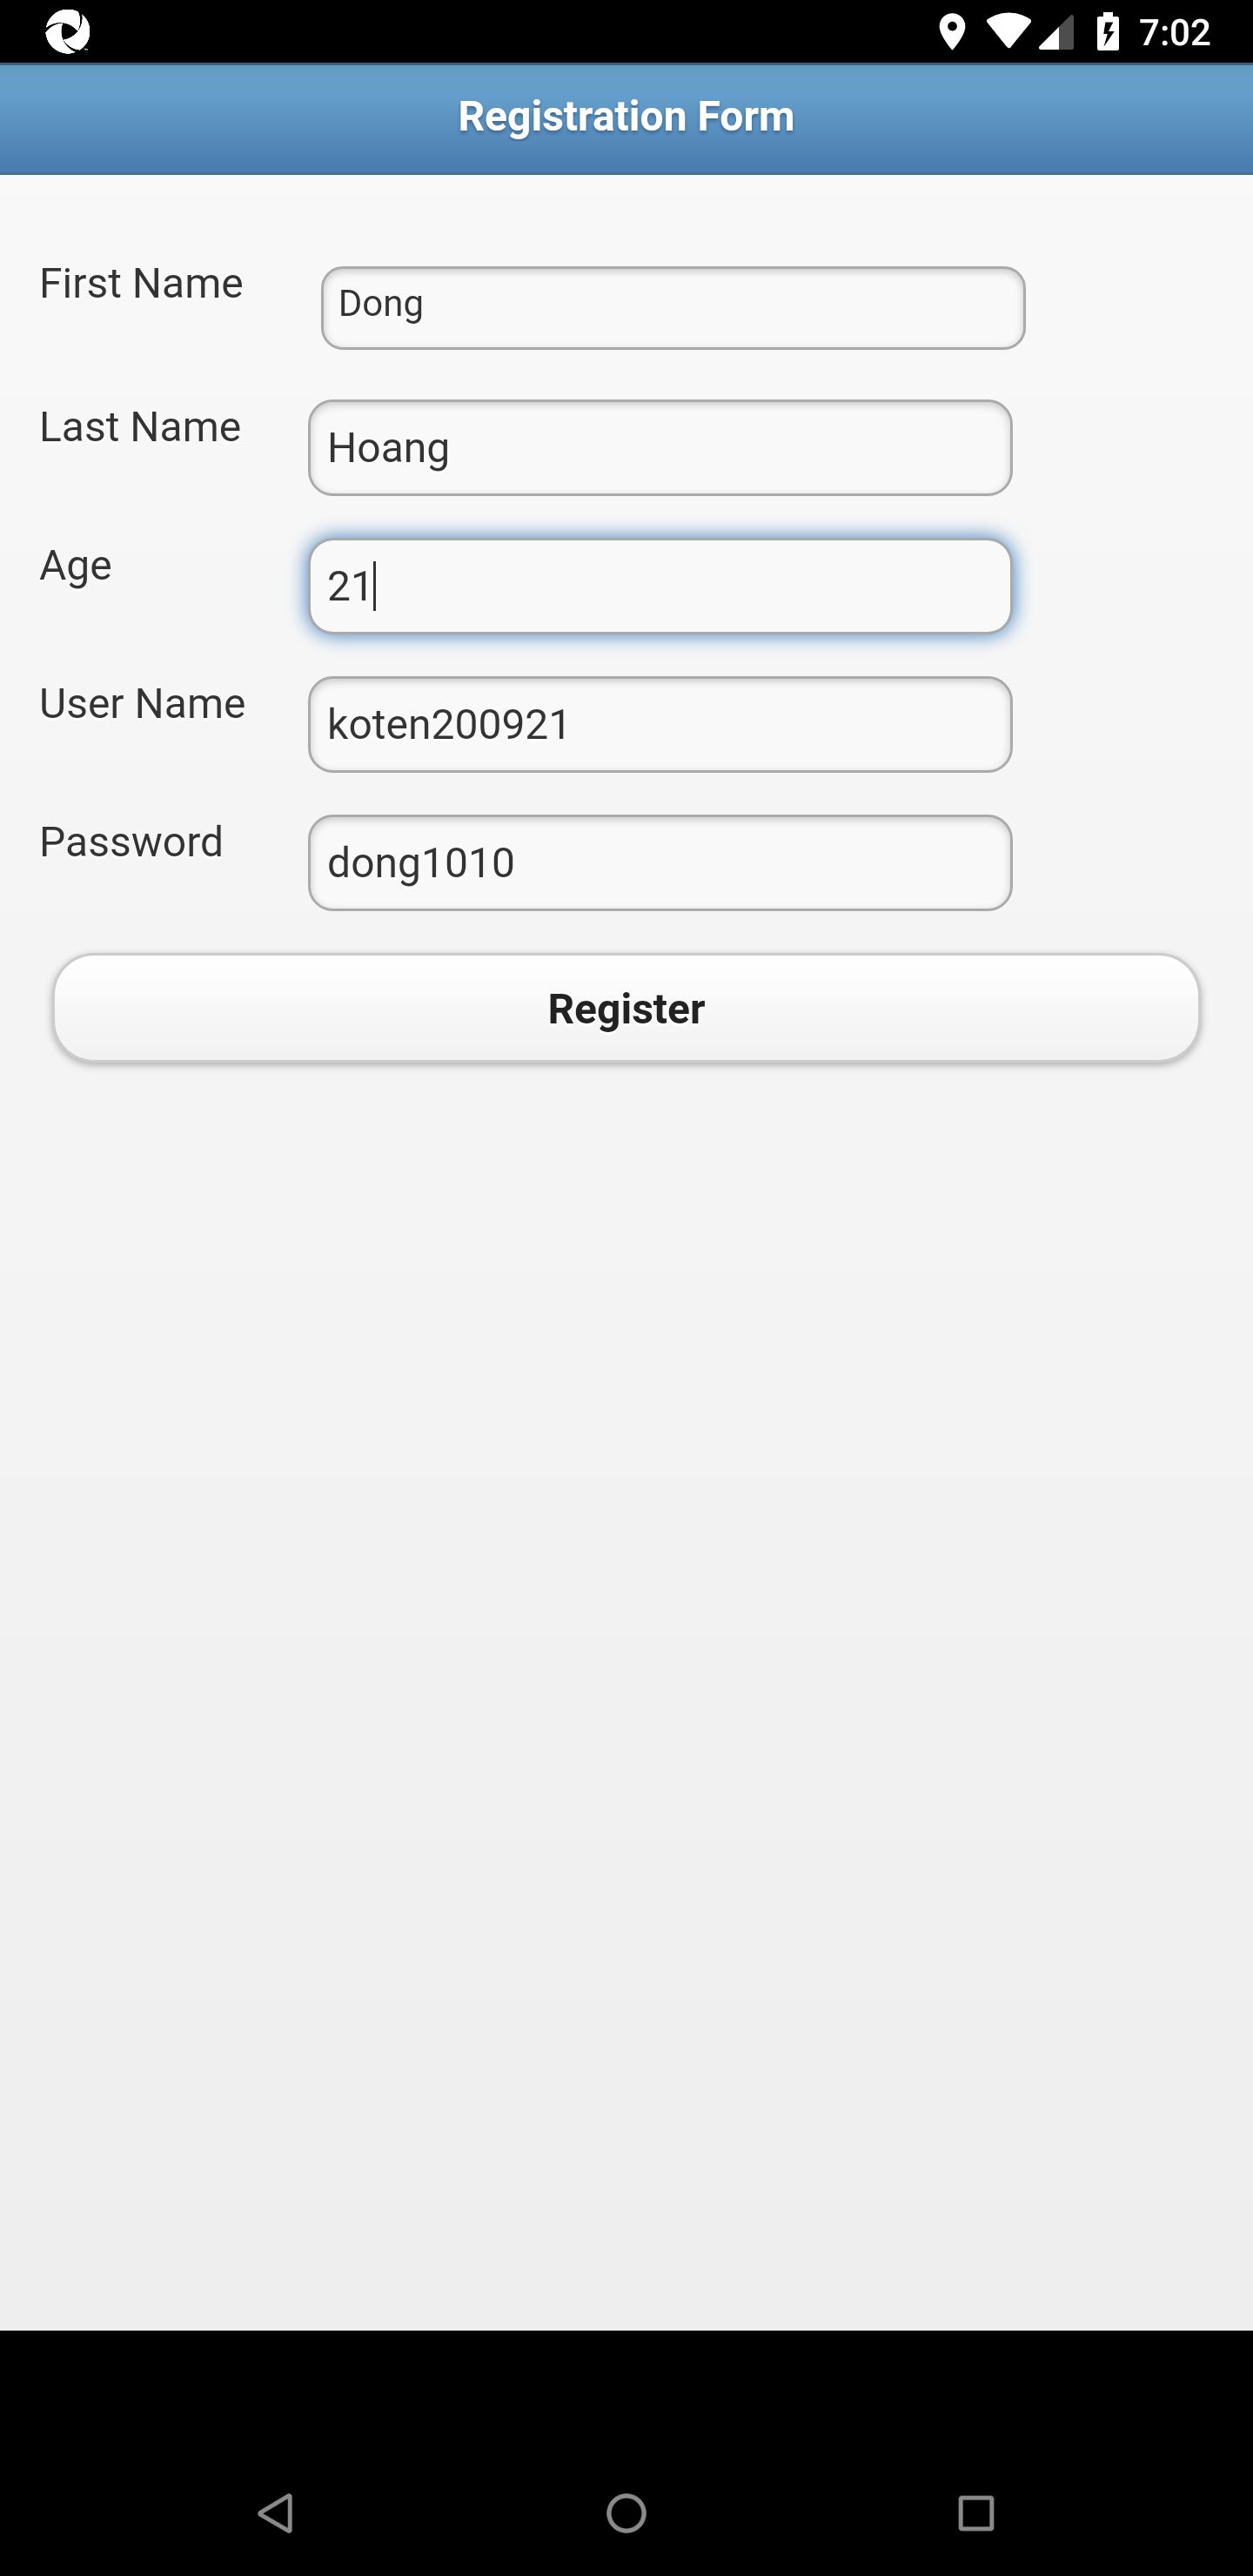 7:02
Registration Form
First Name
Dong
Last Name
Hoang
Age
21
User Name
koten200921
Password
dong1010
Register